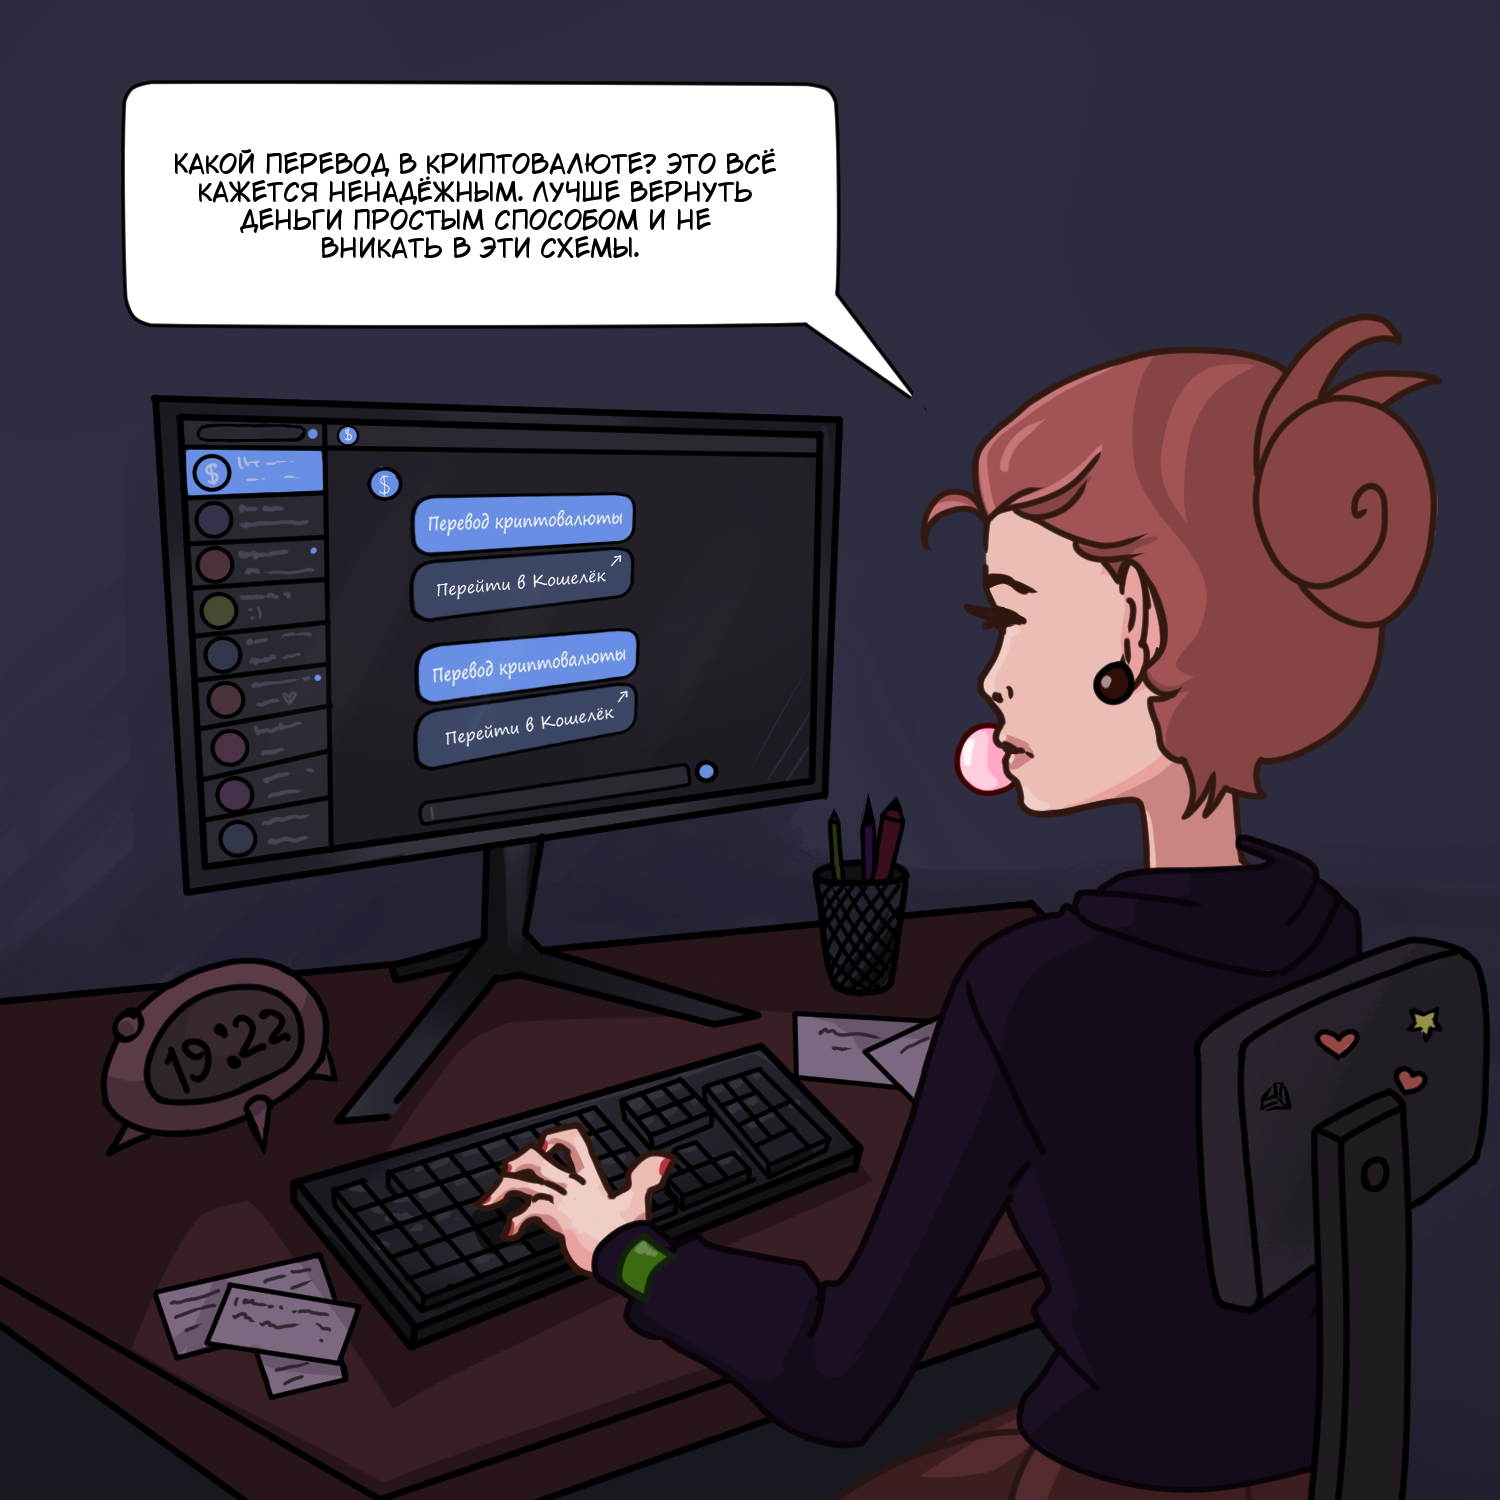 КАКОЙ ПЕРЕВОД В КРИПТОВАЛЮТЕ? ЭТО ВСЁ
КАЖЕТСЯ НЕНАДЁЖНЫМ. ЛУЧШЕ ВЕРНУТЬ
ДЕНЬГИ ПРОСТЫМ СПОСОБОМ И НЕ
ВНИКАТЬ В ЭТИ СХЕМЫ.
$
$
$
Перевод криптовалюты
Перейти в Кошелёк
:)
Перевод криптовалюты
Перейти в Кошелёк
19:22